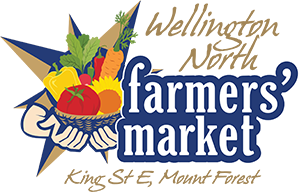 Wellington
North
farmers'
market
King St E, Mount Forest